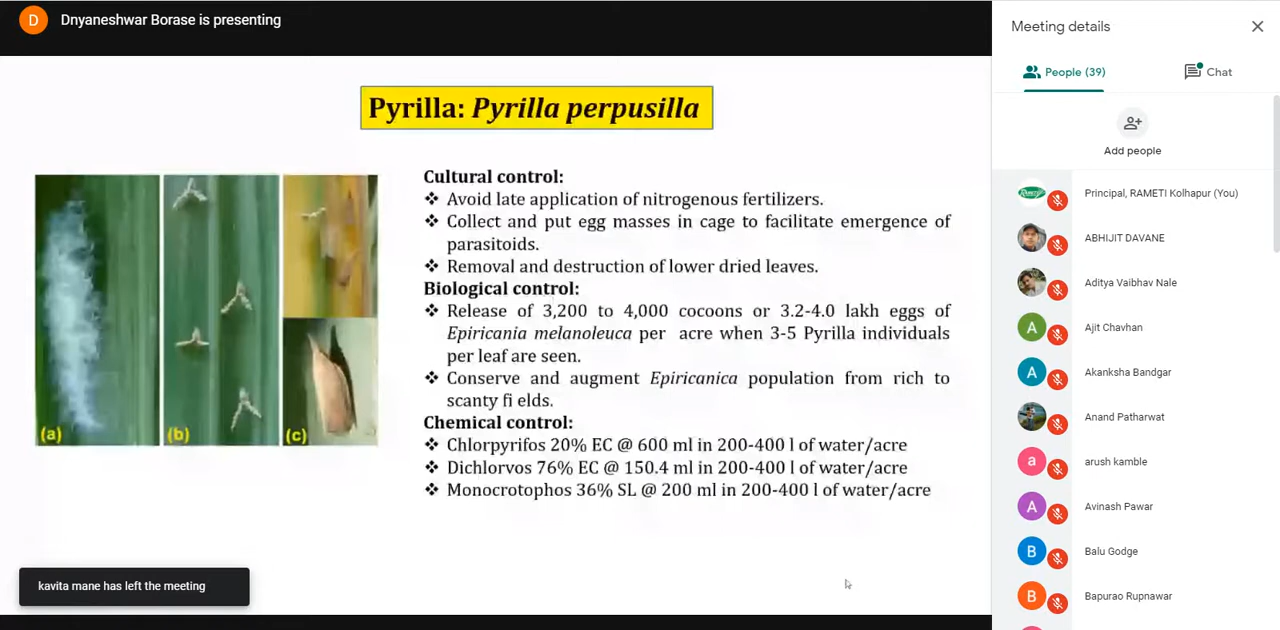 D
Dnyaneshwar Borase is presenting
Pyrilla: Pyrilla perpusilla
(a)
(b)
(c)
Cultural control:
❖ Avoid late application of nitrogenous fertilizers.
❖ Collect and put egg masses in cage to facilitate emergence of
parasitoids.
❖ Removal and destruction of lower dried leaves.
Biological control:
❖ Release of 3,200 to 4,000 cocoons or 3.2-4.0 lakh eggs of
Epiricania melanoleuca per acre when 3-5 Pyrilla individuals
per leaf are seen.
❖ Conserve and augment Epiricanica population from rich to
scanty fi elds.
Chemical control:
❖ Chlorpyrifos 20% EC @ 600 ml in 200-400 l of water/acre
❖ Dichlorvos 76% EC @ 150.4 ml in 200-400 l of water/acre
❖ Monocrotophos 36% SL @ 200 ml in 200-400 l of water/acre
kavita mane has left the meeting
Meeting details
People (39)
Chat
Add people
Principal, RAMETI Kolhapur (You)
ABHIJIT DAVANE
Aditya Vaibhav Nale
A
Ajit Chavhan
A
Akanksha Bandgar
Anand Patharwat
a
arush kamble
A
Avinash Pawar
B
Balu Godge
B
Bapurao Rupnawar